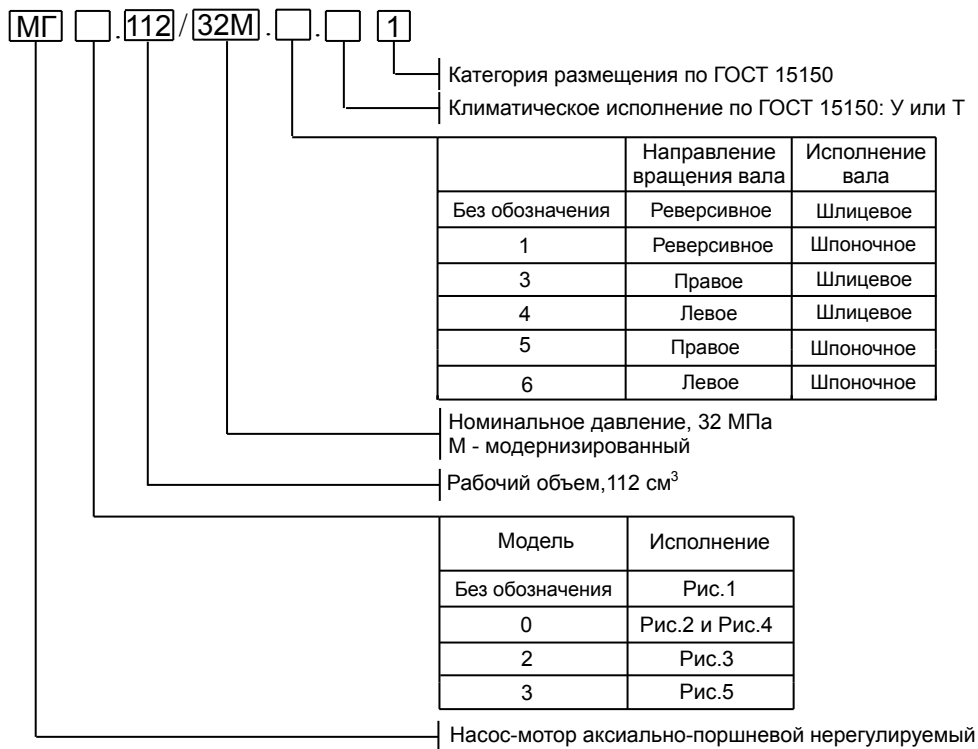 МГ .112/32М. . 1
Категория размещения по ГОСТ 15150
Климатическое исполнение по ГОСТ 15150: У или Т
Направление вращения вала Исполнение вала
Без обозначения Реверсивное Шлицевое
1 Реверсивное Шпоночное
3 Правое Шлицевое
4 Левое Шлицевое
5 Правое Шпоночное
6 Левое Шпоночное
Номинальное давление, 32 МПа
М - модернизированный
Рабочий объем,112 см³
Модель Исполнение
Без обозначения Рис.1
0 Рис.2 и Рис.4
2 Рис.3
3 Рис.5
Насос-мотор аксиально-поршневой нерегулируемый